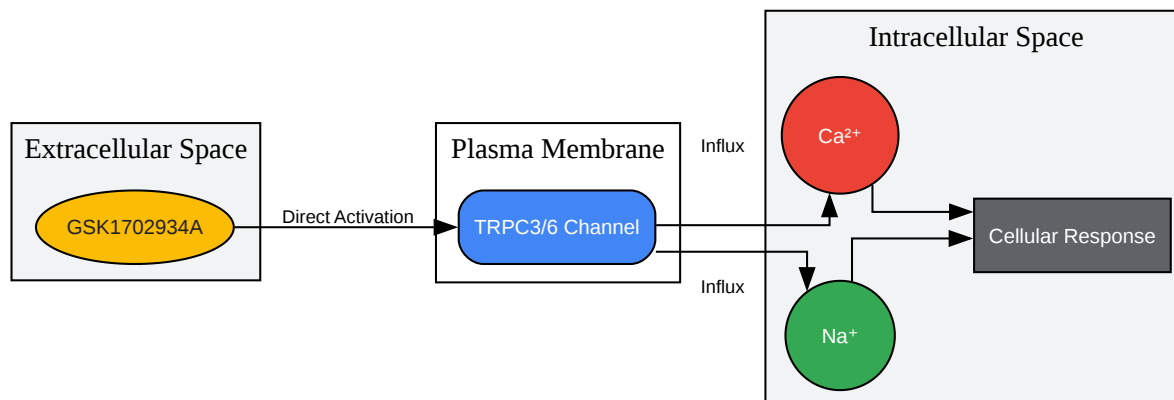 Extracellular Space
GSK1702934A
Direct Activation
Plasma Membrane
TRPC3/6 Channel
Influx
Influx
Intracellular Space
Ca²⁺
Na⁺
Cellular Response